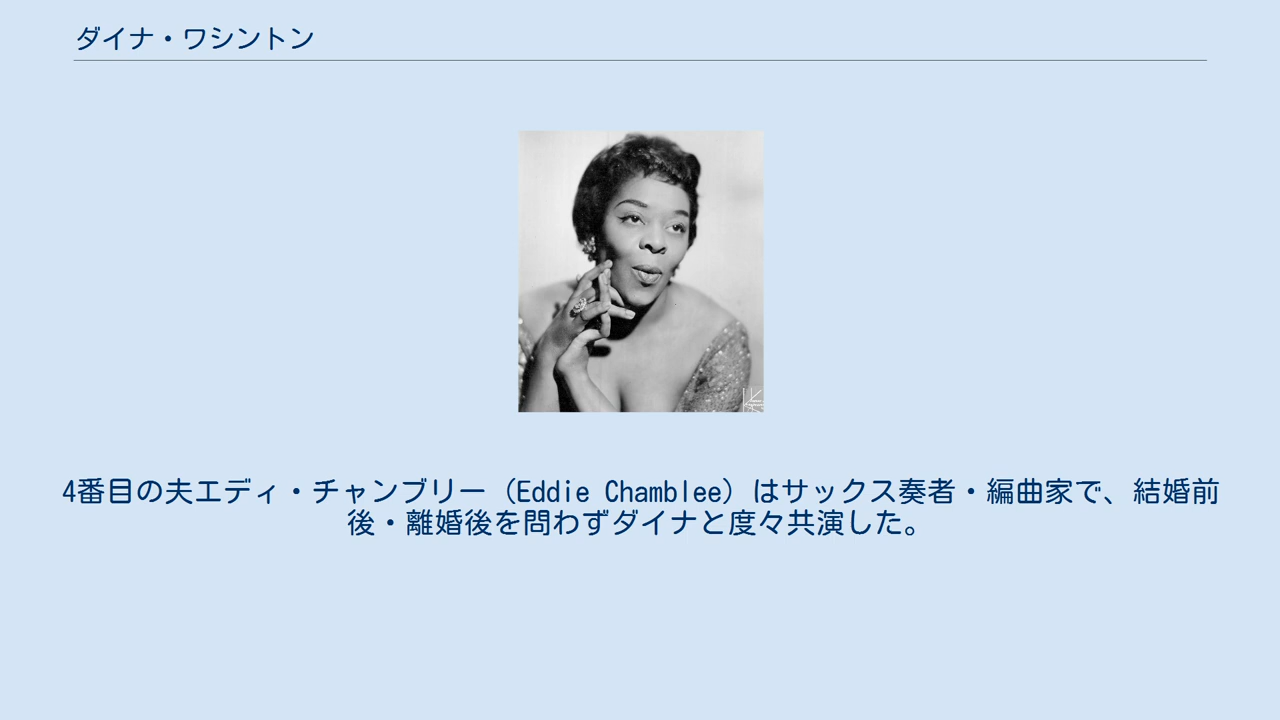 ダイナ・ワシントン
4番目の夫エディ・チャンブリー（Eddie Chamblee）はサックス奏者・編曲家で、結婚前
後・離婚後を問わずダイナと度々共演した。